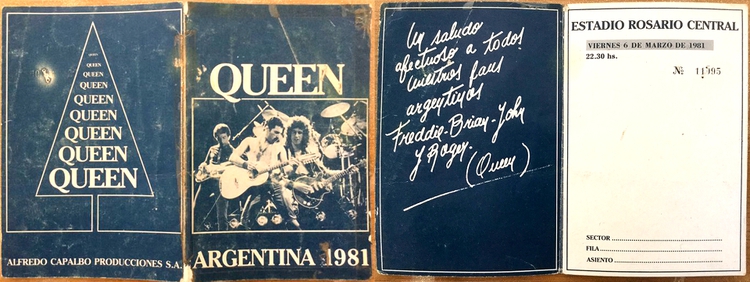 QUEEN
QUEEN
QUEEN
QUEEN
QUEEN
QUEEN
QUEEN
QUEEN
ALFREDO CAPALBO PRODUCCIONES S.A.
QUEEN
ARGENTINA 1981
Un saludo
afectuoso a todos
nuestros fans
argentinos
Freddie-Brian-John
y Roger.
(Queen)
ESTADIO ROSARIO CENTRAL
VIERNES 6 DE MARZO DE 1981
22.30 hs.
Nº 11995
SECTOR
FILA
ASIENTO